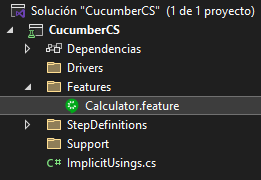 Solución "CucumberCS" (1 de 1 proyecto)
CucumberCS
Dependencias
Drivers
Features
Calculator.feature
StepDefinitions
Support
C# ImplicitUsings.cs